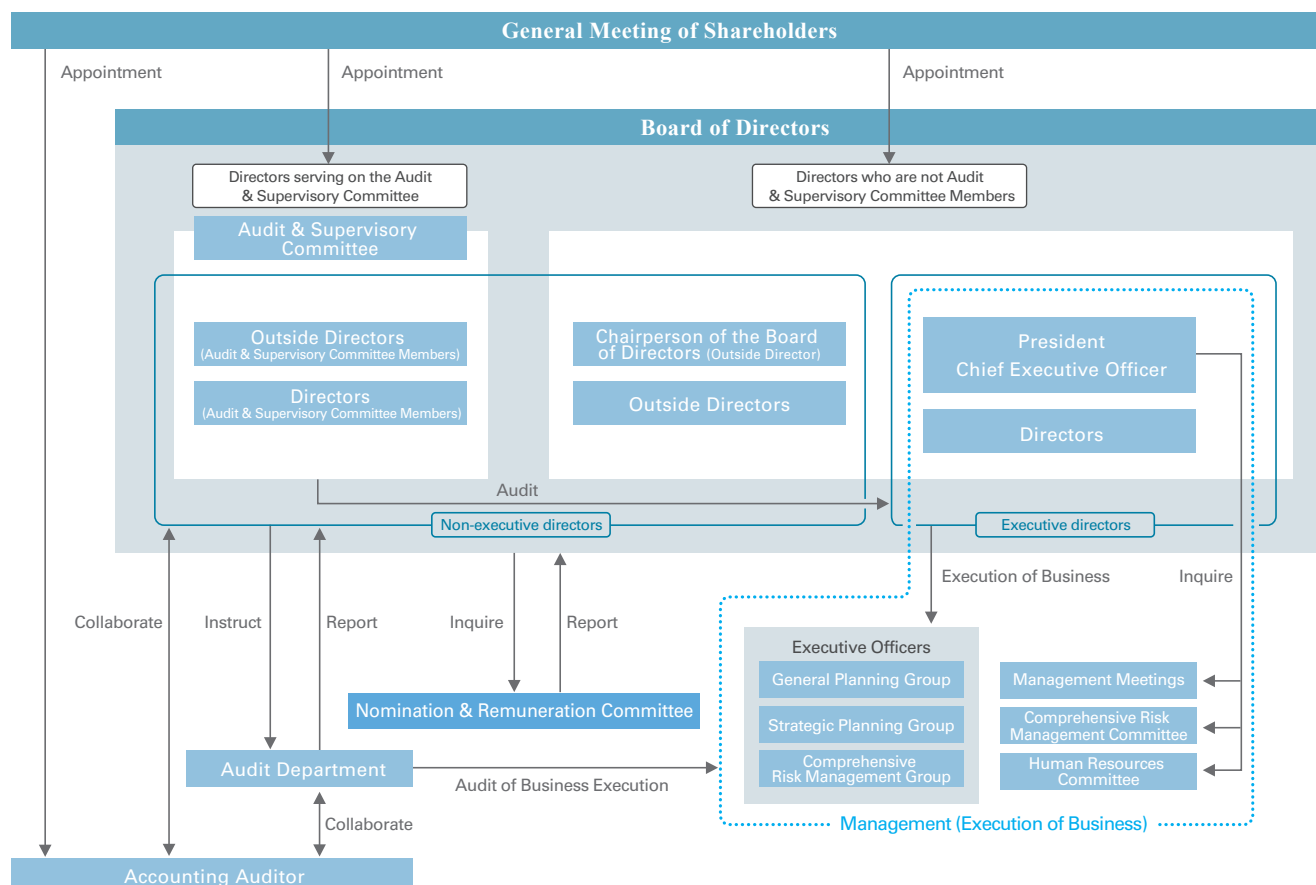 General Meeting of Shareholders
Appointment
Appointment
Appointment
Board of Directors
Directors serving on the Audit
& Supervisory Committee
Directors who are not Audit
& Supervisory Committee Members
Audit & Supervisory
Committee
Outside Directors
(Audit & Supervisory Committee Members)
Directors
(Audit & Supervisory Committee Members)
Chairperson of the Board
of Directors (Outside Director)
Outside Directors
President
Chief Executive Officer
Directors
Audit
Non-executive directors
Executive directors
Collaborate
Instruct
Report
Inquire
Report
Execution of Business
Inquire
Nomination & Remuneration Committee
Executive Officers
General Planning Group
Strategic Planning Group
Comprehensive
Risk Management Group
Management Meetings
Comprehensive Risk
Management Committee
Human Resources
Committee
Audit Department
Audit of Business Execution
Collaborate
Management (Execution of Business)
Accounting Auditor